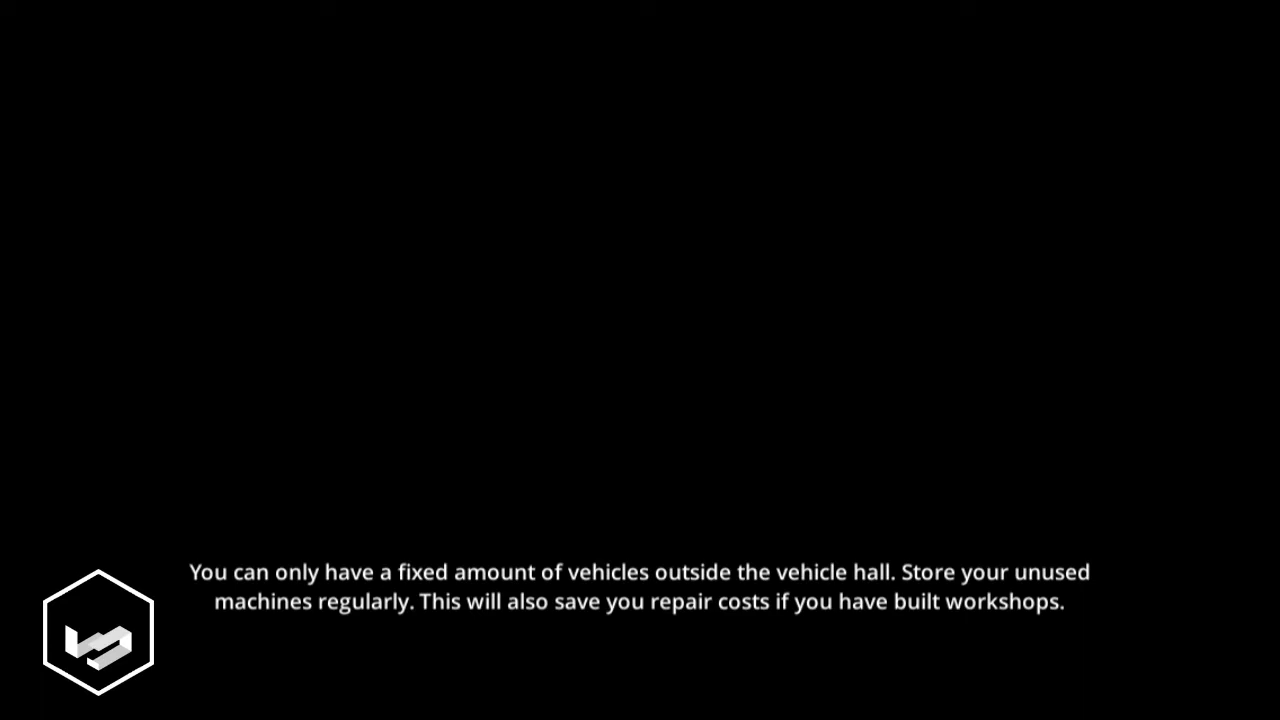 You can only have a fixed amount of vehicles outside the vehicle hall. Store your unused
machines regularly. This will also save you repair costs if you have built workshops.